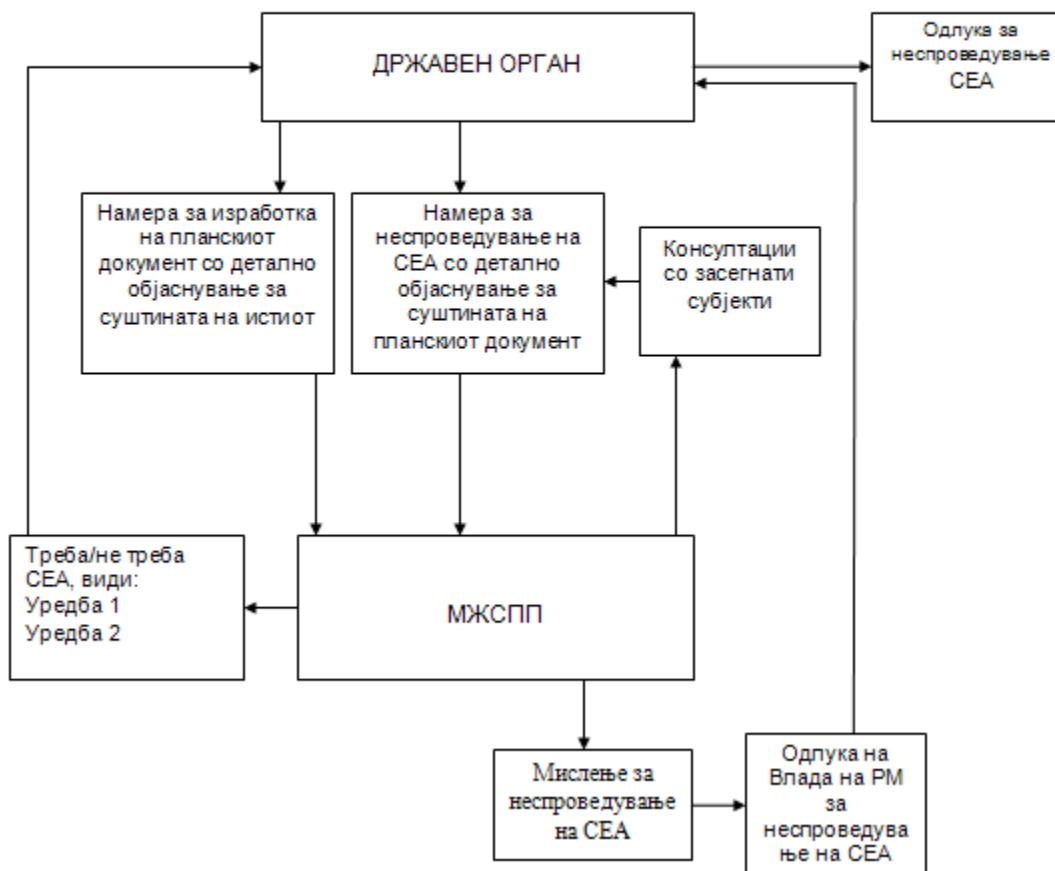 ДРЖАВЕН ОРГАН
Одлука за
неспроведување
СЕА
Намера за изработка
на планскиот
документ со детално
објаснување за
суштината на истиот
Намера за
неспроведување на
СЕА со детално
објаснување за
суштината на
планскиот документ
Консултации
со засегнати
субјекти
Треба/не треба
СЕА, види:
Уредба 1
Уредба 2
МЖСПП
Мислење за
неспроведување
на СЕА
Одлука на
Влада на РМ
за
неспроведува
ње на СЕА